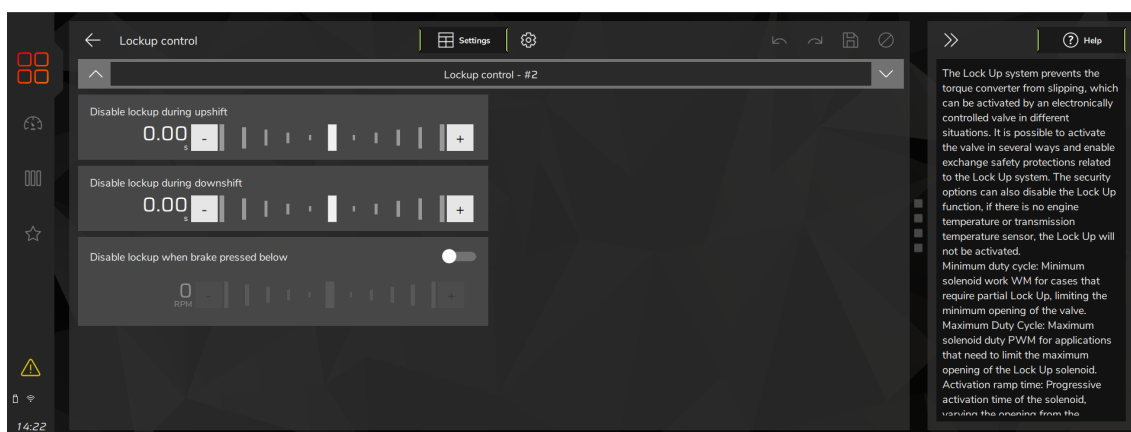 Lockup control
Settings
Help
Lockup control - #2
Disable lockup during upshift
0.00
s
-
+
Disable lockup during downshift
0.00
s
-
+
Disable lockup when brake pressed below
0
RPM
-
+
14:22
The Lock Up system prevents the
torque converter from slipping, which
can be activated by an electronically
controlled valve in different
situations. It is possible to activate
the valve in several ways and enable
exchange safety protections related
to the Lock Up system. The security
options can also disable the Lock Up
function, if there is no engine
temperature or transmission
temperature sensor, the Lock Up will
not be activated.
Minimum duty cycle: Minimum
solenoid work WM for cases that
require partial Lock Up, limiting the
minimum opening of the valve.
Maximum Duty Cycle: Maximum
solenoid duty PWM for applications
that need to limit the maximum
opening of the Lock Up solenoid.
Activation ramp time: Progressive
activation time of the solenoid,
varying the opening from the